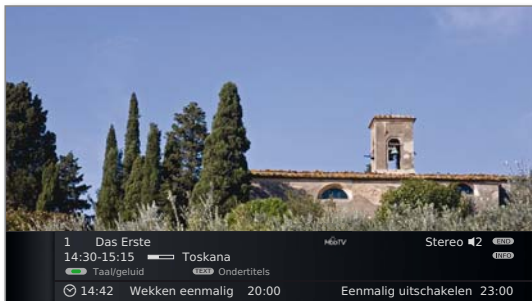 1 Das Erste MediaTV Stereo 2 END
14:30-15:15 Toskana INFO
Taal/geluid TEXT Ondertitels
14:42 Wekken eenmalig 20:00 Eenmalig uitschakelen 23:00